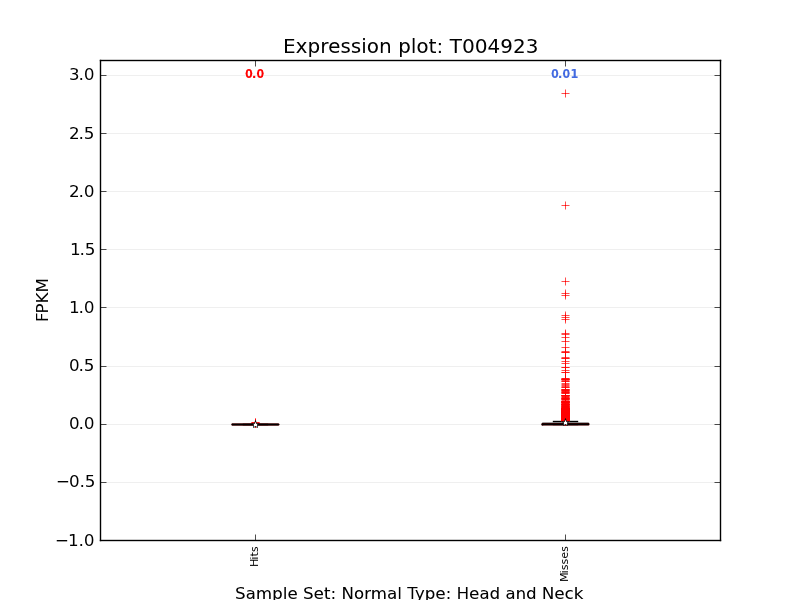 Expression plot: T004923
0.0
0.01
3.0
2.5
2.0
1.5
1.0
0.5
0.0
−0.5
−1.0
FPKM
Hits
Misses
Sample Set: Normal Type: Head and Neck